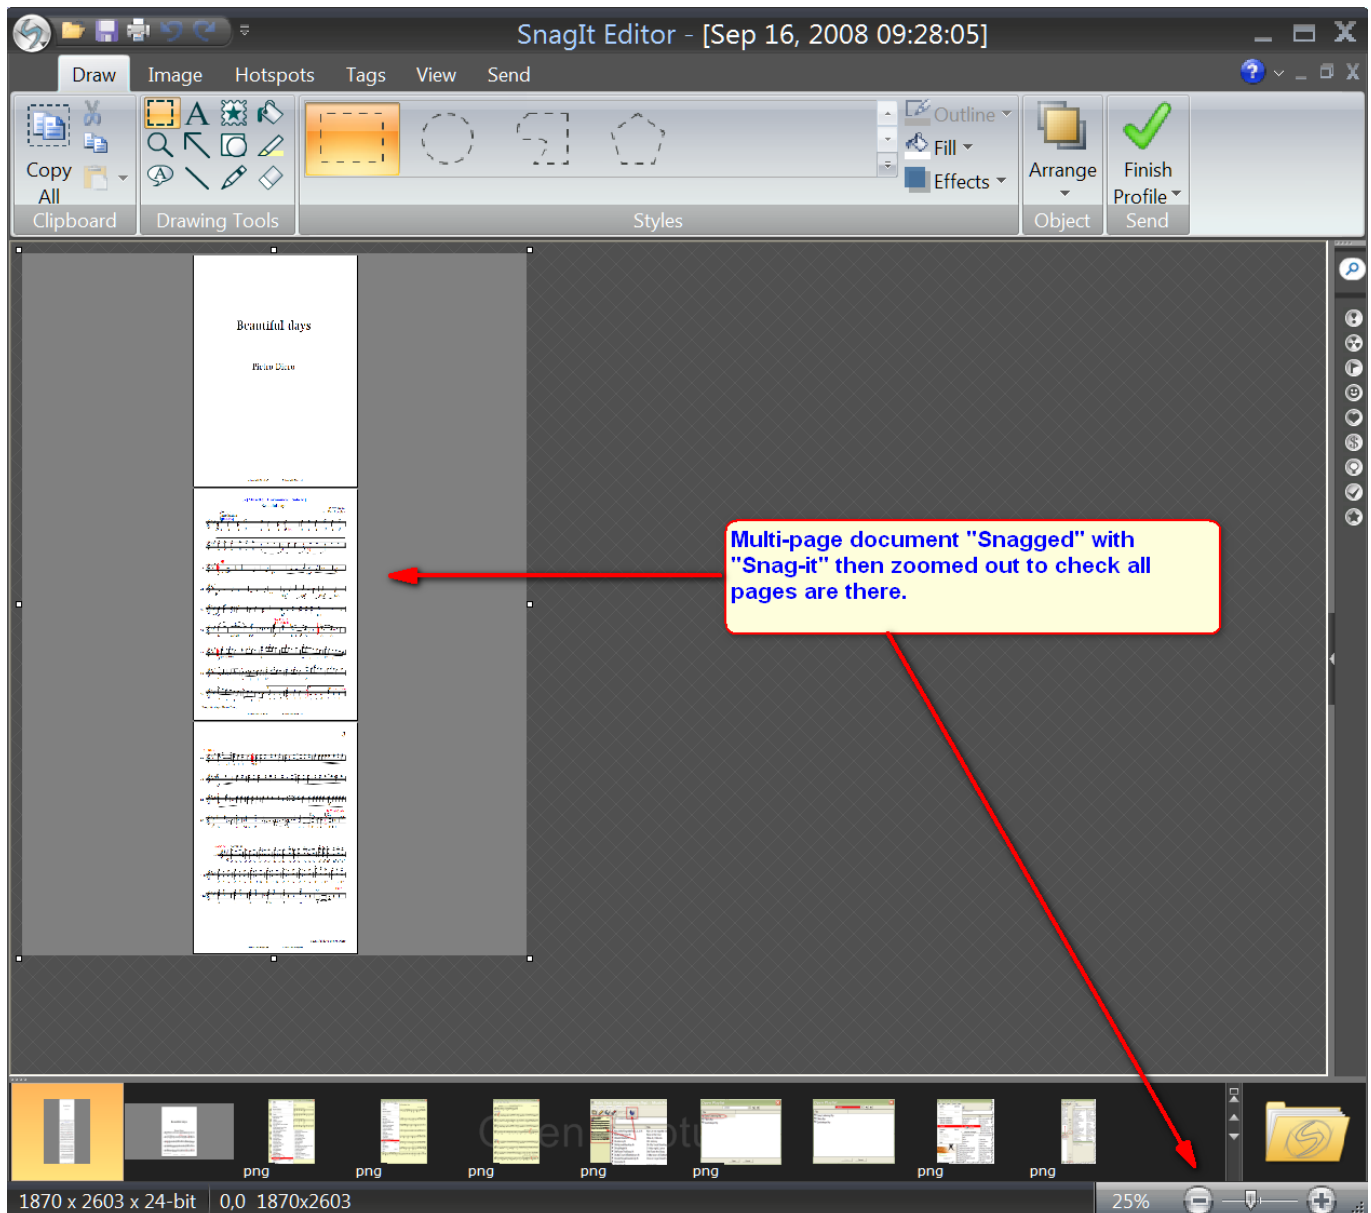 SnagIt Editor - [Sep 16, 2008 09:28:05]
Draw Image Hotspots Tags View Send
Copy
All
Clipboard
Drawing Tools
Styles
Outline
Fill
Effects
Arrange
Object
Finish
Profile
Send
Beautiful days
Multi-page document "Snagged" with
"Snag-it" then zoomed out to check all
pages are there.
png png png png png png png
1870 x 2603 x 24-bit 0,0 1870x2603 25%